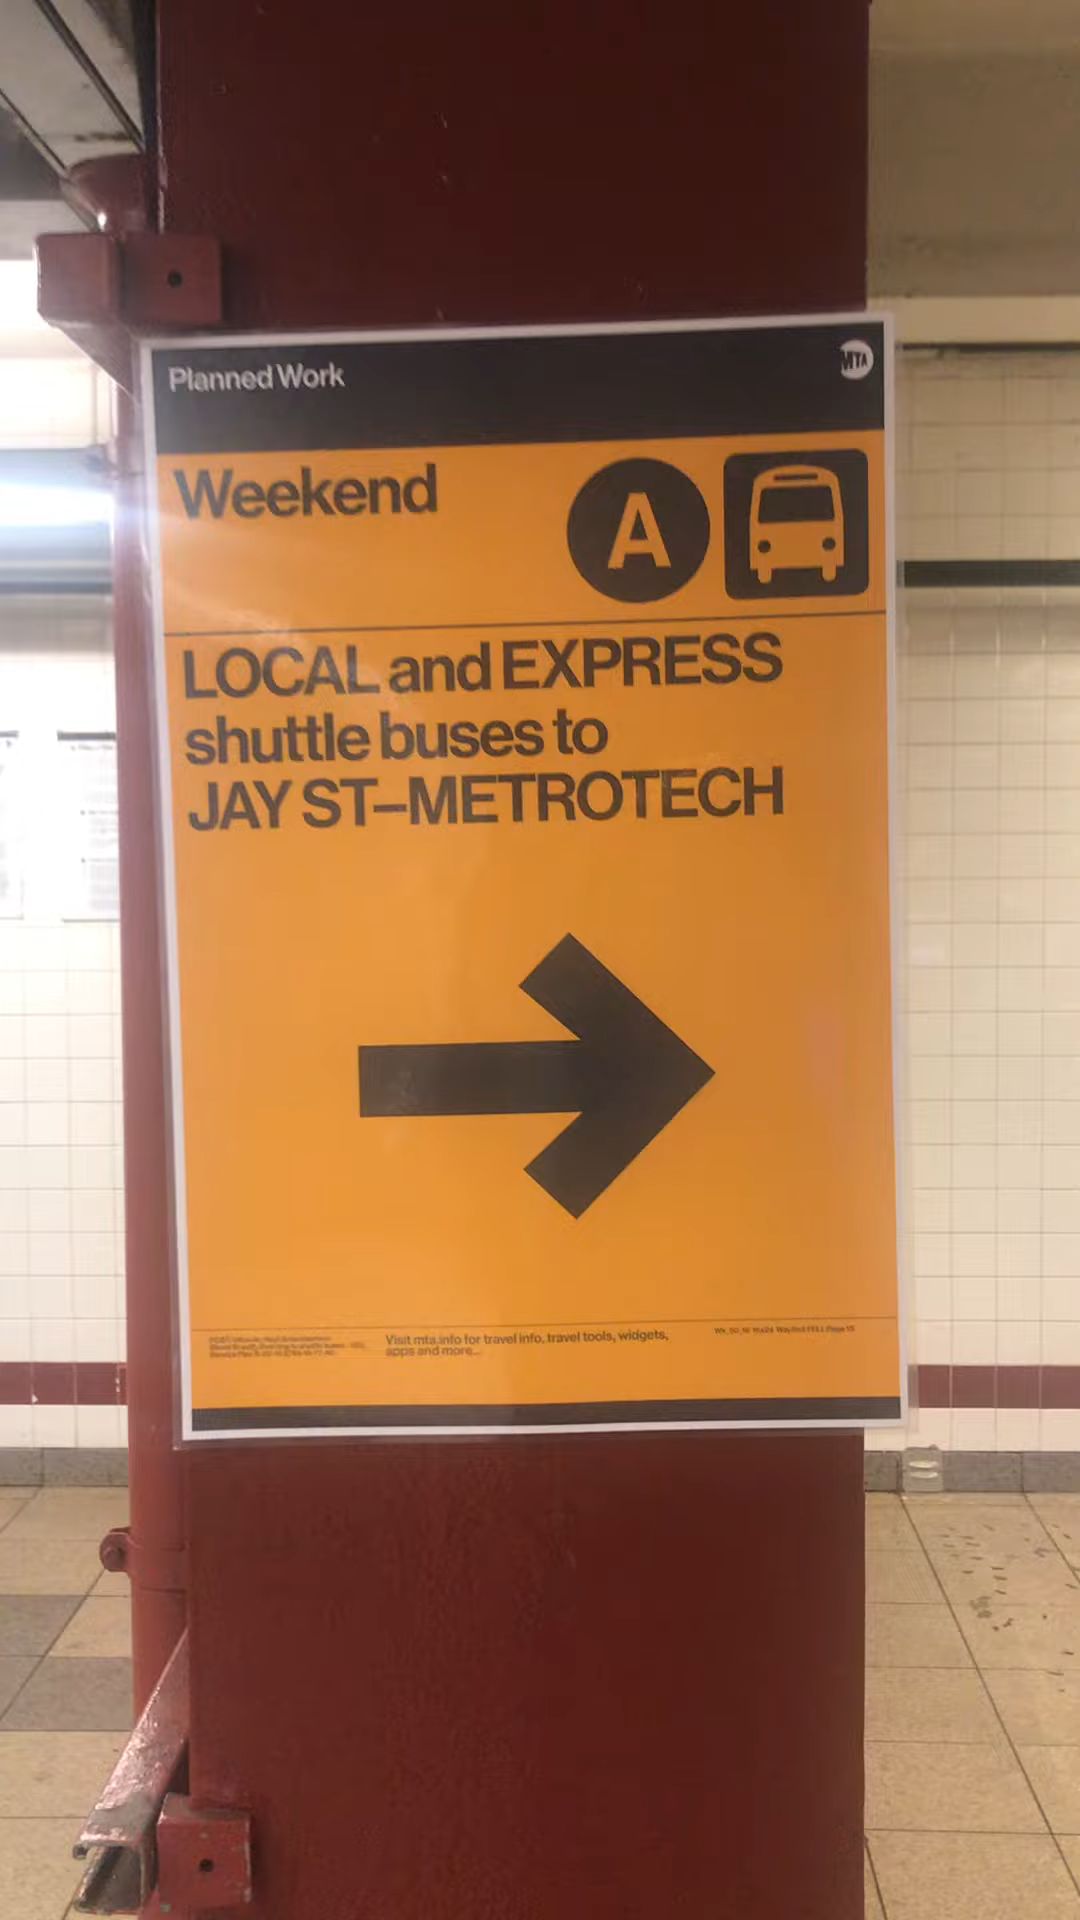 Planned Work
MTA
Weekend
A
LOCAL and EXPRESS
shuttle buses to
JAY ST–METROTECH
Visit mta.info for travel info, travel tools, widgets,
apps and more...